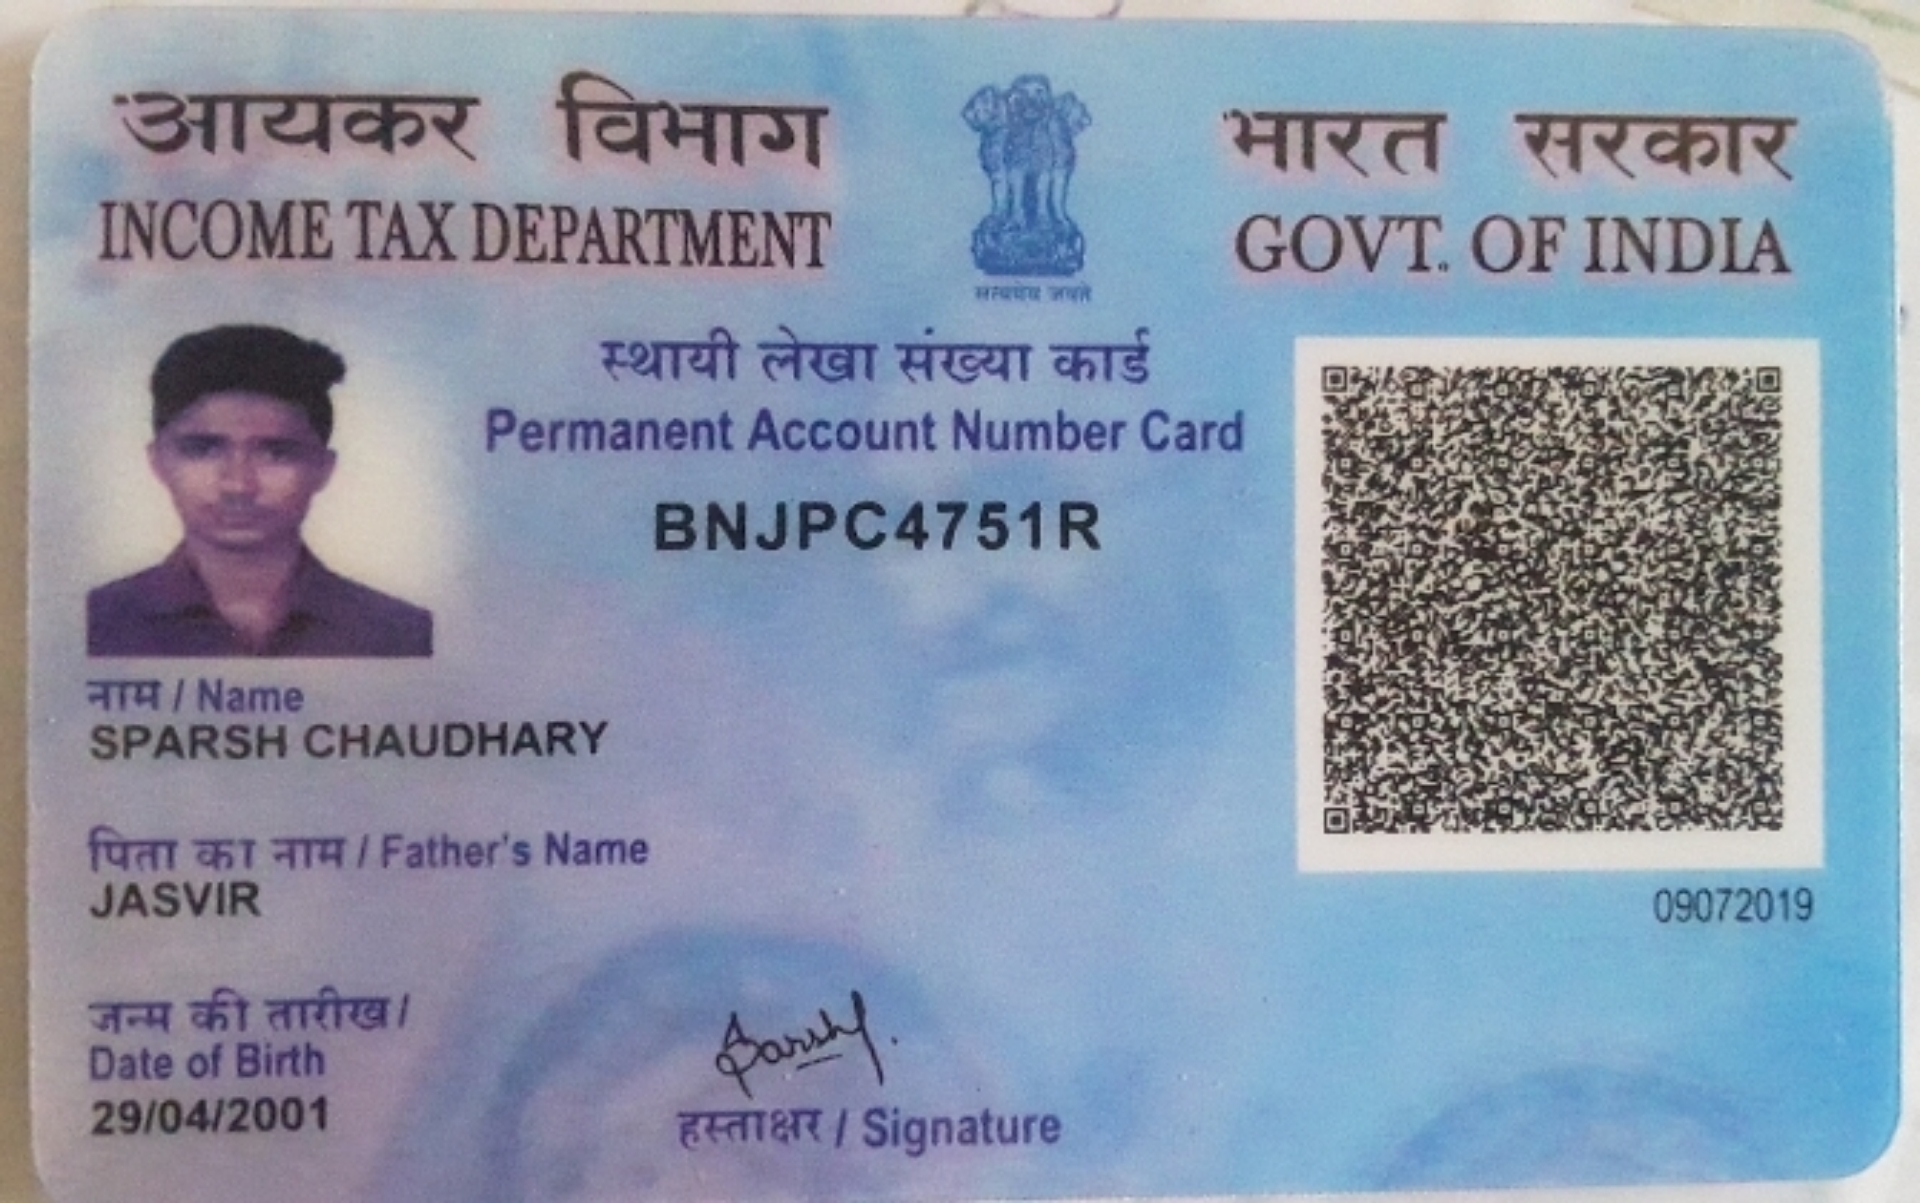 आयकर विभाग
INCOME TAX DEPARTMENT
भारत सरकार
GOVT. OF INDIA
सत्यमेव जयते
स्थायी लेखा संख्या कार्ड
Permanent Account Number Card
BNJPC4751R
नाम / Name
SPARSH CHAUDHARY
पिता का नाम / Father's Name
JASVIR
09072019
जन्म की तारीख /
Date of Birth
29/04/2001
हस्ताक्षर / Signature